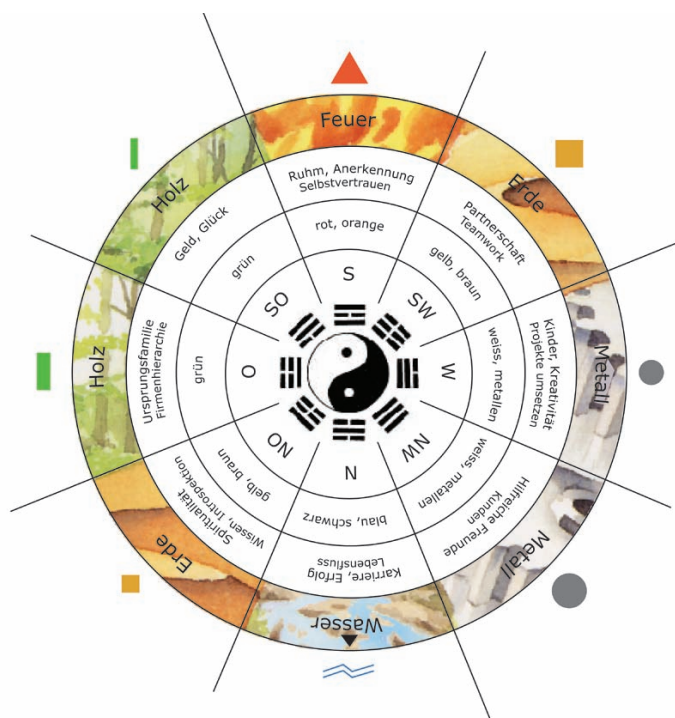 Feuer
Ruhm, Anerkennung
Selbstvertrauen
rot, orange
S
Erde
Partnerschaft
Teamwork
gelb, braun
SW
Metall
Kinder, Kreativität
Projekte umsetzen
weiss, metallen
W
Metall
Hilfreiche Freunde
Kunden
weiss, metallen
NW
Wasser
Karriere, Erfolg
Lebensfluss
blau, schwarz
N
Erde
Spiritualität
Wissen, Introspektion
gelb, braun
NO
Holz
Ursprungsfamilie
Firmenhierarchie
grün
O
Holz
Geld, Glück
grün
SO